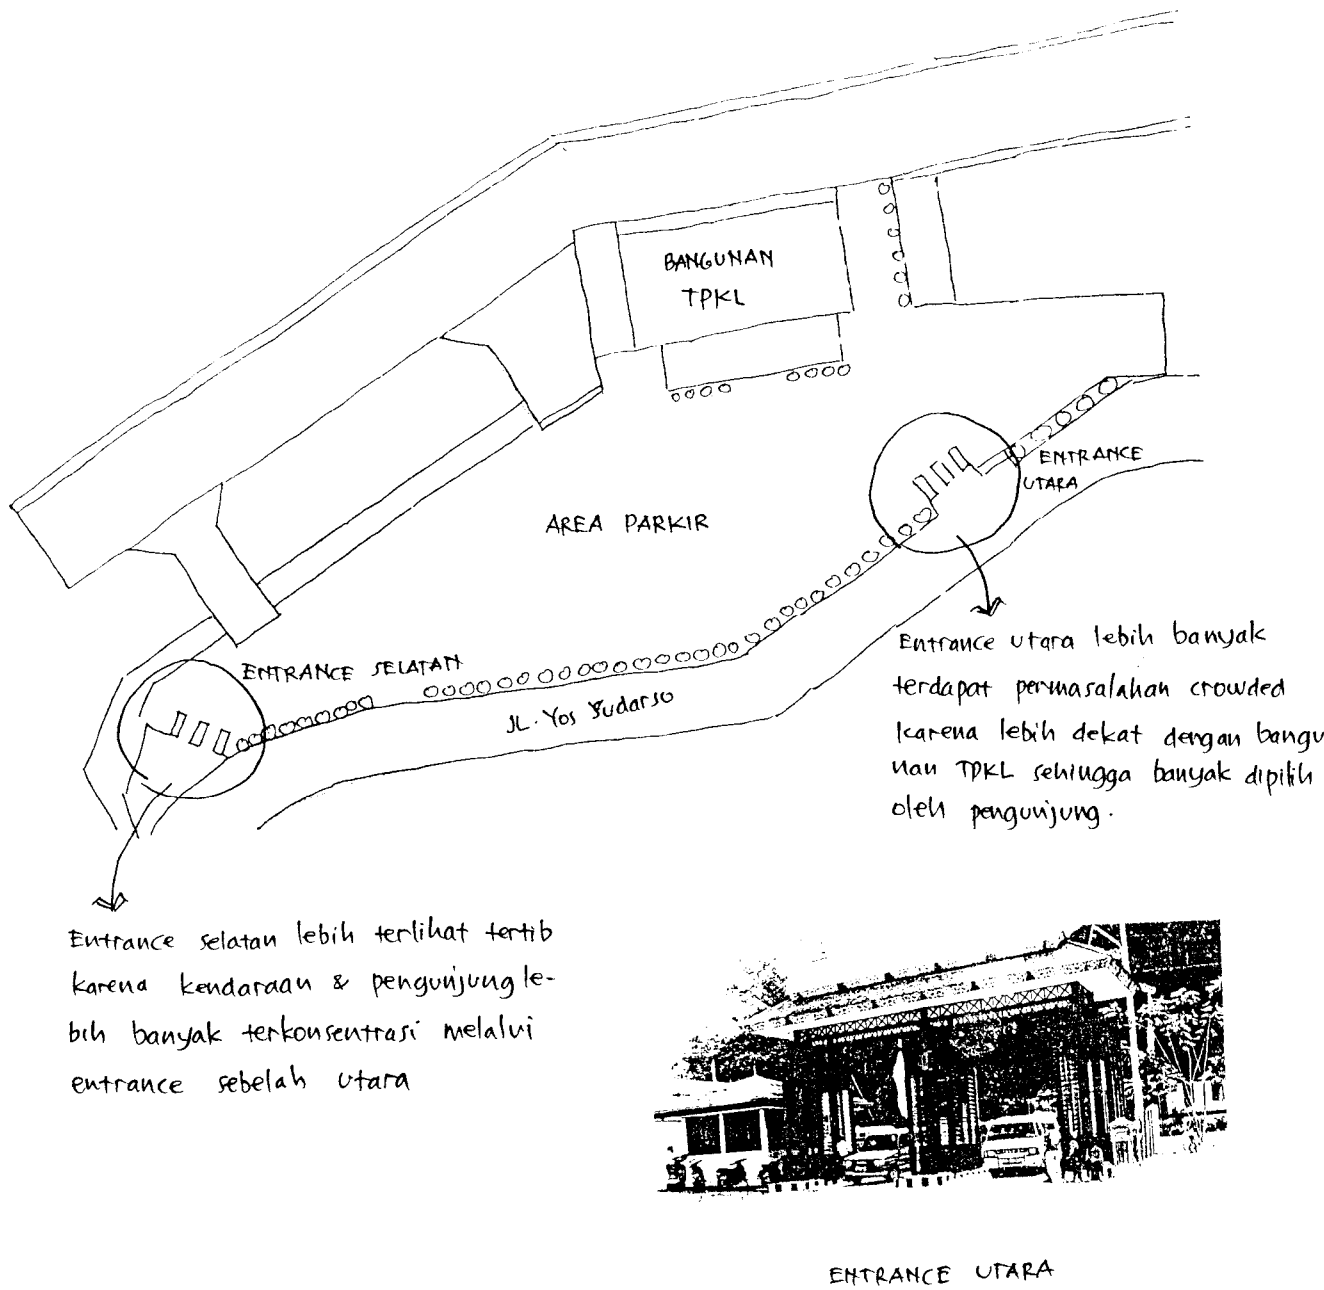 BANGUNAN
TPKL
ENTRANCE
UTARA
AREA PARKIR
Entrance utara lebih banyak
terdapat permasalahan crowded
karena lebih dekat dengan bangu
nan TPKL sehingga banyak dipilih
oleh pengunjung.
ENTRANCE SELATAN
JL. Yos Sudarso
Entrance selatan lebih terlihat tertib
karena kendaraan & pengunjung le-
bih banyak terkonsentrasi melalui
entrance sebelah utara
ENTRANCE UTARA